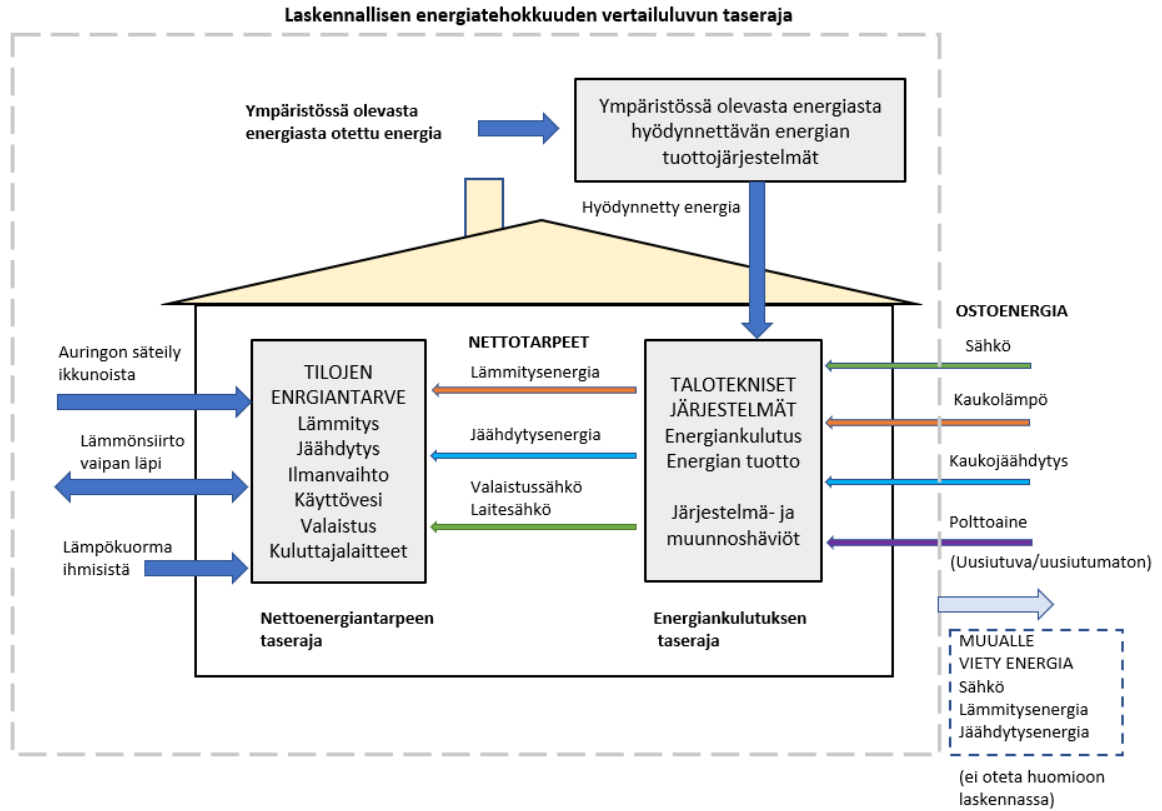 Laskennallisen energiatehokkuuden vertailuluvun taseraja
Ympäristössä olevasta
energiasta otettu energia
Ympäristössä olevasta energiasta
hyödynnettävän energian
tuottojärjestelmät
Hyödynnetty energia
Auringon säteily
ikkunoista
Lämmönsiirto
vaipan läpi
Lämpökuorma
ihmisistä
TILOJEN
ENRGIANTARVE
Lämmitys
Jäähdytys
Ilmanvaihto
Käyttövesi
Valaistus
Kuluttajalaitteet
Nettoenergiantarpeen
taseraja
NETTOTARPEET
Lämmitysenergia
Jäähdytysenergia
Valaistussähkö
Laitesähkö
TALOTEKNISET
JÄRJESTELMÄT
Energiankulutus
Energian tuotto
Järjestelmä- ja
muunnoshäviöt
Energiankulutuksen
taseraja
OSTOENERGIA
Sähkö
Kaukolämpö
Kaukojäähdytys
Polttoaine
(Uusiutuva/uusiutumaton)
MUUALLE
VIETY ENERGIA
Sähkö
Lämmitysenergia
Jäähdytysenergia
(ei oteta huomioon
laskennassa)